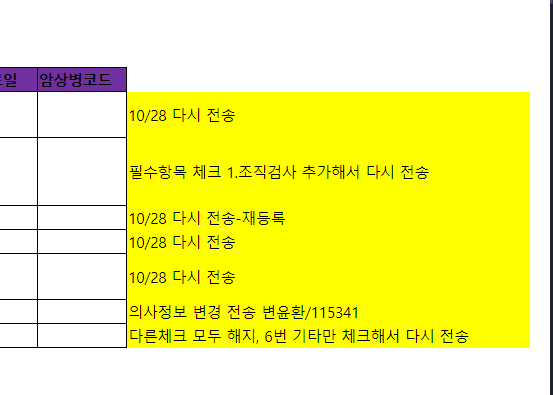 일 암상병코드
10/28 다시 전송
필수항목 체크 1.조직검사 추가해서 다시 전송
10/28 다시 전송-재등록
10/28 다시 전송
10/28 다시 전송
의사정보 변경 전송 변윤환/115341
다른체크 모두 해지, 6번 기타만 체크해서 다시 전송